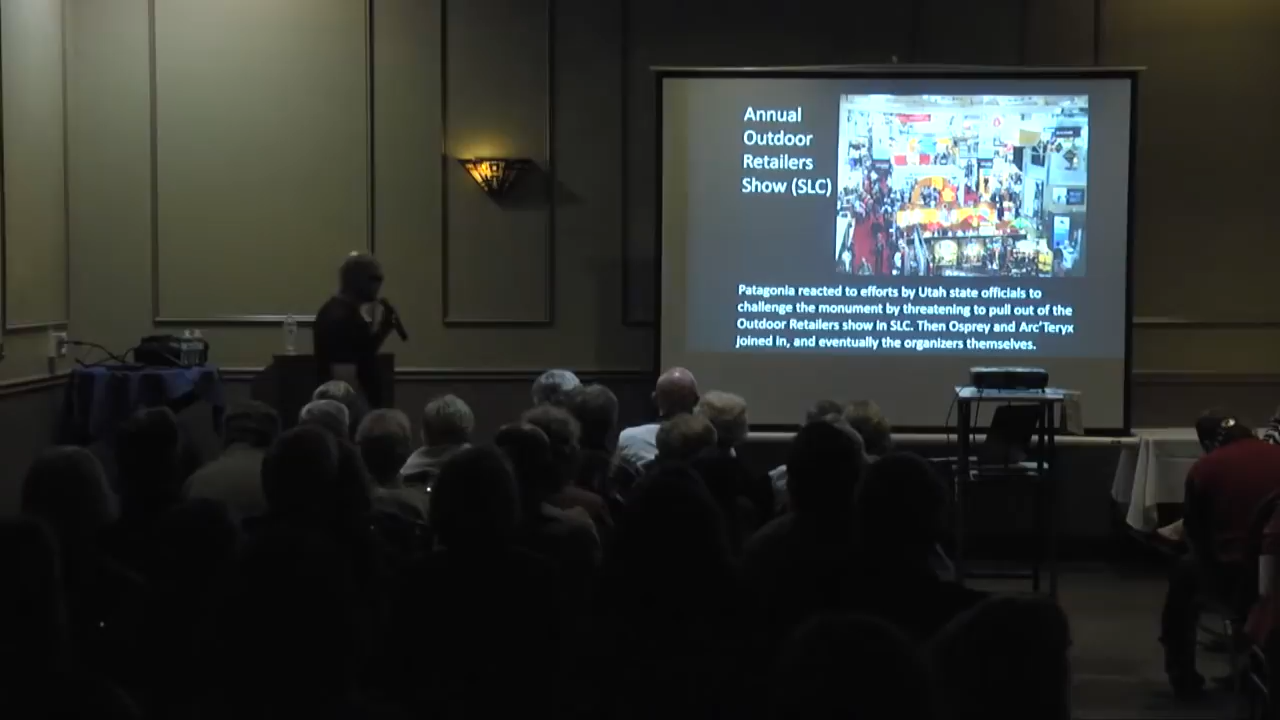 Annual
Outdoor
Retailers
Show (SLC)
Patagonia reacted to efforts by Utah state officials to
challenge the monument by threatening to pull out of the
Outdoor Retailers show in SLC. Then Osprey and Arc'Teryx
joined in, and eventually the organizers themselves.